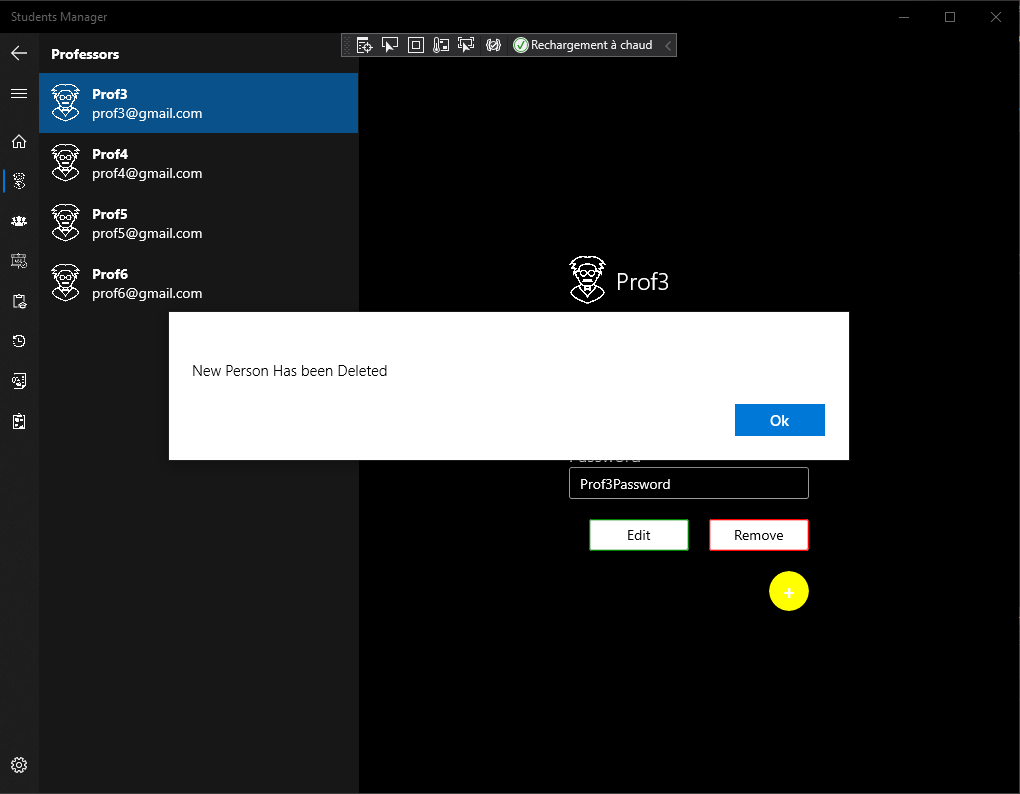 Students Manager
Professors
Rechargement à chaud
Prof3
prof3@gmail.com
Prof4
prof4@gmail.com
Prof5
prof5@gmail.com
Prof6
prof6@gmail.com
Prof3
New Person Has been Deleted
Ok
Password
Prof3Password
Edit
Remove
+